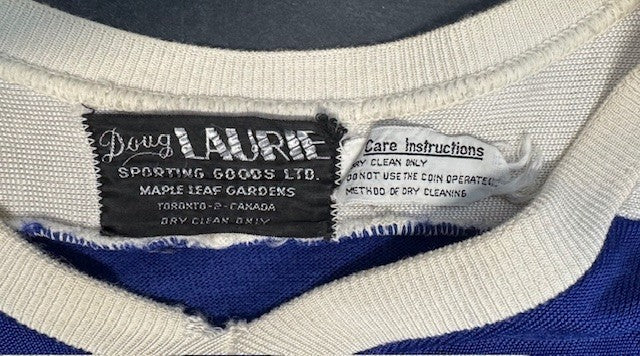 Doug LAURIE
SPORTING GOODS LTD.
MAPLE LEAF GARDENS
TORONTO-2-CANADA
DRY CLEAN ONLY
Care Instructions
DRY CLEAN ONLY
DO NOT USE THE COIN OPERATED
METHOD OF DRY CLEANING